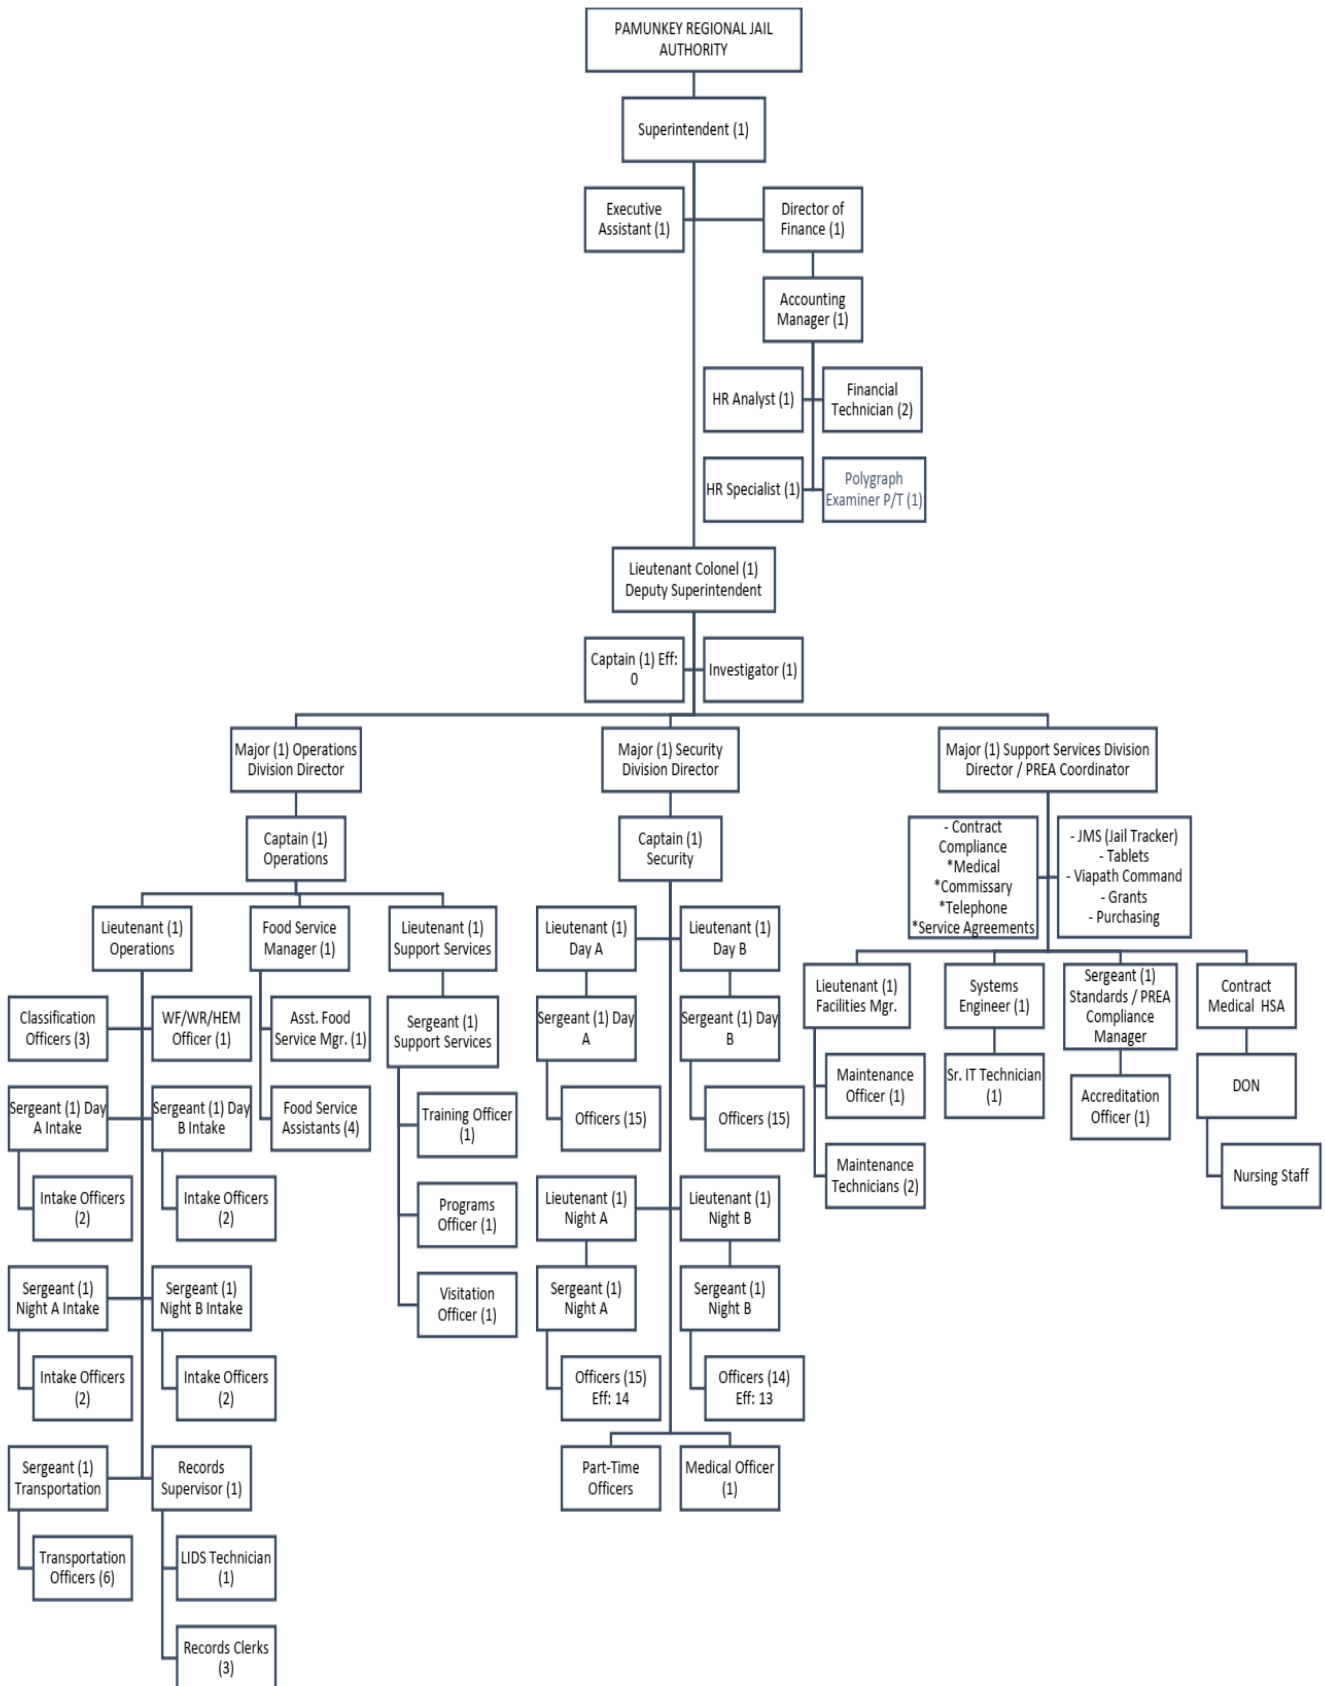 PAMUNKEY REGIONAL JAIL
AUTHORITY
Superintendent (1)
Executive
Assistant (1)
Director of
Finance (1)
Accounting
Manager (1)
HR Analyst (1)
Financial
Technician (2)
HR Specialist (1)
Polygraph
Examiner P/T (1)
Lieutenant Colonel (1)
Deputy Superintendent
Captain (1) Eff:
0
Investigator (1)
Major (1) Operations
Division Director
Major (1) Security
Division Director
Major (1) Support Services Division
Director / PREA Coordinator
Captain (1)
Operations
Captain (1)
Security
- Contract
Compliance
*Medical
*Commissary
*Telephone
*Service Agreements
- JMS (Jail Tracker)
- Tablets
- Viapath Command
- Grants
- Purchasing
Lieutenant (1)
Operations
Food Service
Manager (1)
Lieutenant (1)
Support Services
Lieutenant (1)
Day A
Lieutenant (1)
Day B
Lieutenant (1)
Facilities Mgr.
Systems
Engineer (1)
Sergeant (1)
Standards / PREA
Compliance
Manager
Contract
Medical HSA
Classification
Officers (3)
WF/WR/HEM
Officer (1)
Asst. Food
Service Mgr. (1)
Sergeant (1)
Support Services
Sergeant (1) Day
A
Sergeant (1) Day
B
Maintenance
Officer (1)
Sr. IT Technician
(1)
Accreditation
Officer (1)
DON
Sergeant (1) Day
A Intake
Sergeant (1) Day
B Intake
Food Service
Assistants (4)
Training Officer
(1)
Officers (15)
Officers (15)
Maintenance
Technicians (2)
Nursing Staff
Intake Officers
(2)
Intake Officers
(2)
Programs
Officer (1)
Lieutenant (1)
Night A
Lieutenant (1)
Night B
Sergeant (1)
Night A Intake
Sergeant (1)
Night B Intake
Visitation
Officer (1)
Sergeant (1)
Night A
Sergeant (1)
Night B
Intake Officers
(2)
Intake Officers
(2)
Officers (15)
Eff: 14
Officers (14)
Eff: 13
Sergeant (1)
Transportation
Records
Supervisor (1)
Part-Time
Officers
Medical Officer
(1)
Transportation
Officers (6)
LIDS Technician
(1)
Records Clerks
(3)